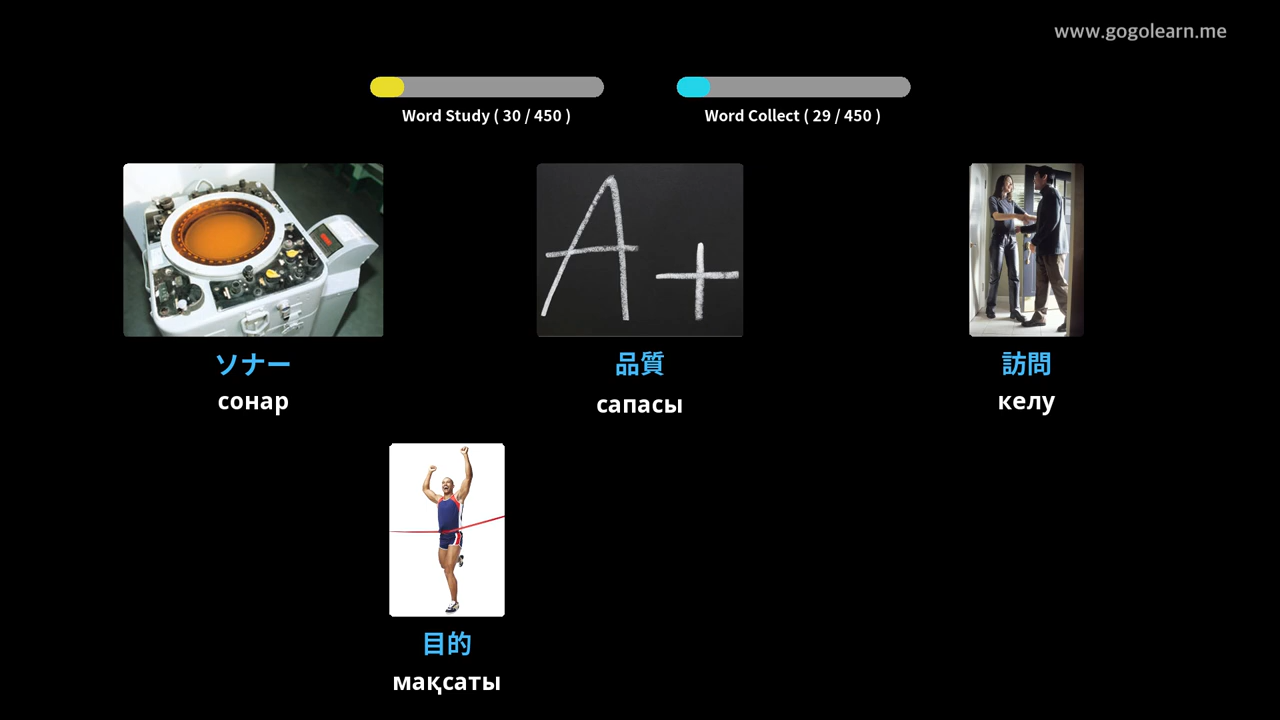 www.gogolearn.me
Word Study ( 30 / 450 )
Word Collect ( 29 / 450 )
A+
ソナー
сонар
品質
сапасы
訪問
келу
目的
мақсаты